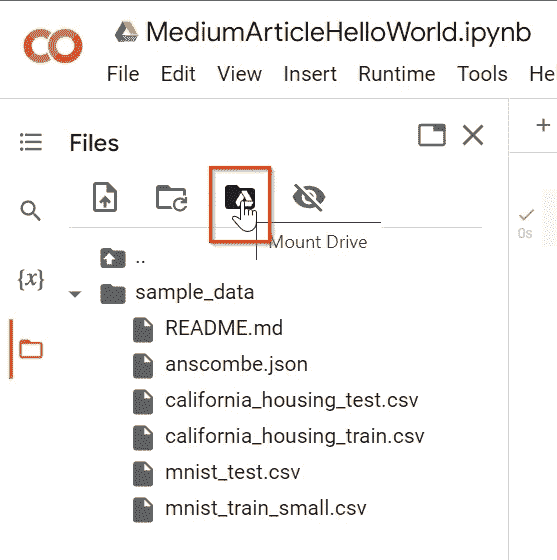 MediumArticleHelloWorld.ipynb
File Edit View Insert Runtime Tools He
Files
Mount Drive
{x}
0s
..
sample_data
README.md
anscombe.json
california_housing_test.csv
california_housing_train.csv
mnist_test.csv
mnist_train_small.csv